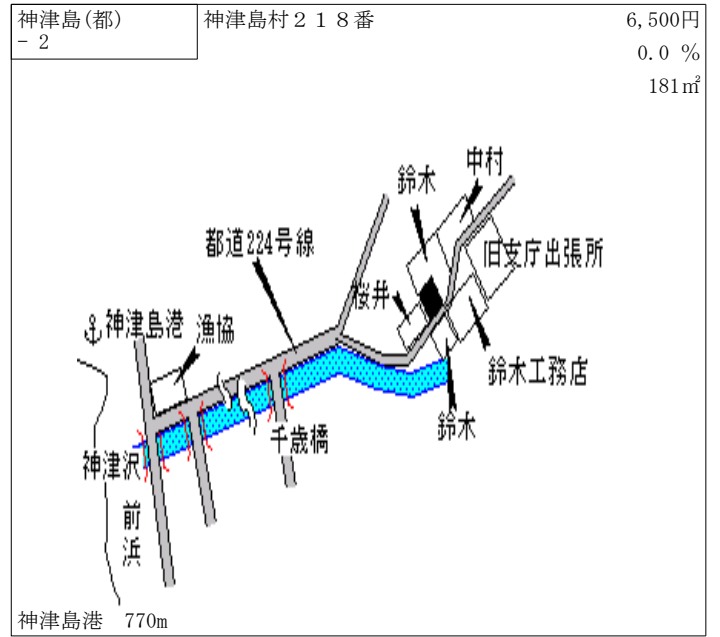 神津島(都)
- 2
神津島村２１８番
6,500円
0.0 %
181㎡
中村
鈴木
都道224号線
旧支庁出張所
桜井
神津島港
漁協
鈴木工務店
鈴木
千歳橋
神津沢
前浜
神津島港 770m